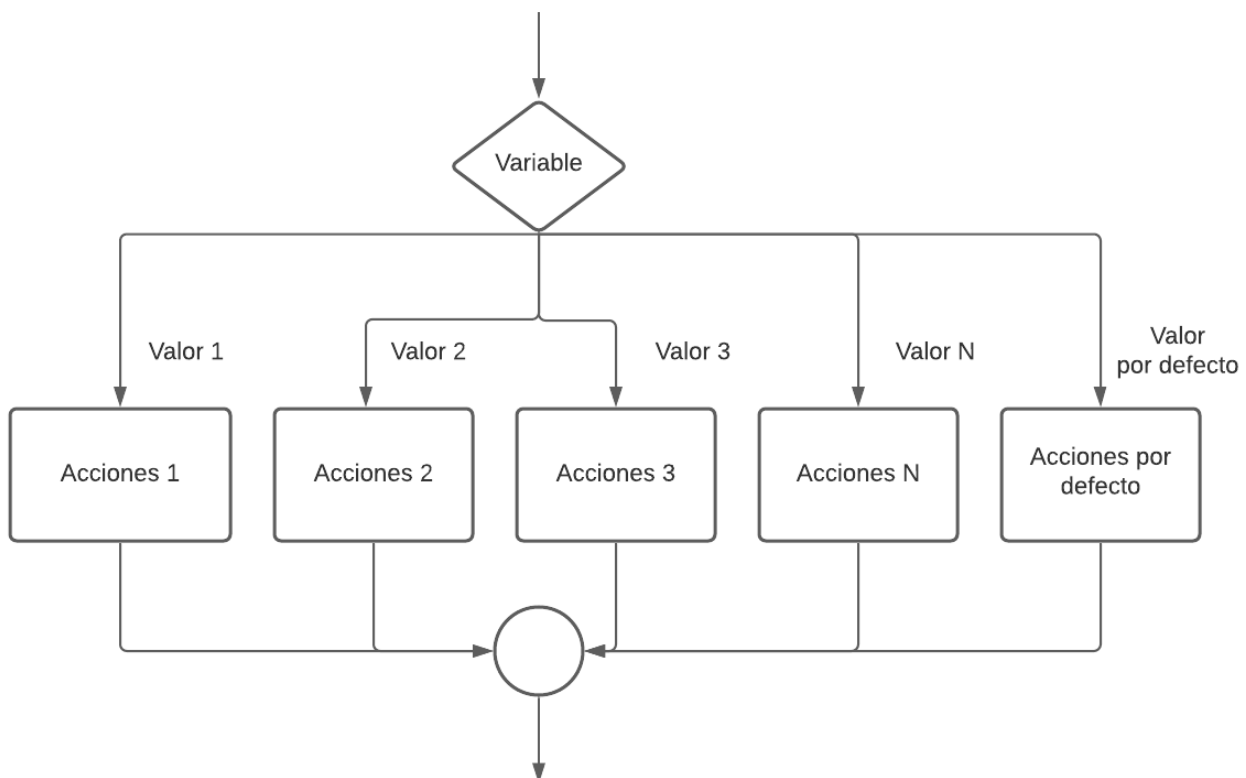 Variable
Valor 1
Valor 2
Valor 3
Valor N
Valor
por defecto
Acciones 1
Acciones 2
Acciones 3
Acciones N
Acciones por
defecto